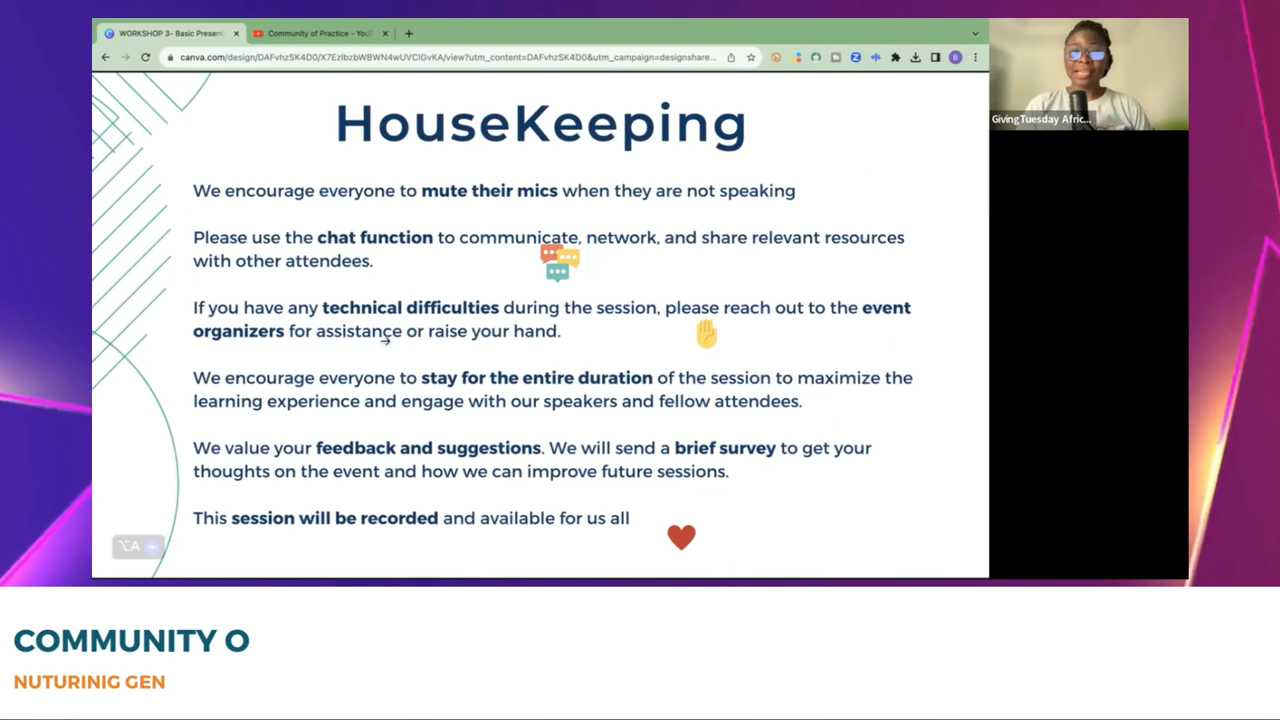 WORKSHOP 3- Basic Present
Community of Practice - YouT
canva.com/design/DAFvhzSK4D0/X7EzlbzbWBWN4wUVCIGvKA/view?utm_content=DAFvhzSK4D0&utm_campaign=designshare...
B
GivingTuesday Afric...
HouseKeeping
We encourage everyone to mute their mics when they are not speaking
Please use the chat function to communicate, network, and share relevant resources
with other attendees.
If you have any technical difficulties during the session, please reach out to the event
organizers for assistance or raise your hand.
We encourage everyone to stay for the entire duration of the session to maximize the
learning experience and engage with our speakers and fellow attendees.
We value your feedback and suggestions. We will send a brief survey to get your
thoughts on the event and how we can improve future sessions.
This session will be recorded and available for us all
⌥A
COMMUNITY O
NUTURINIG GEN